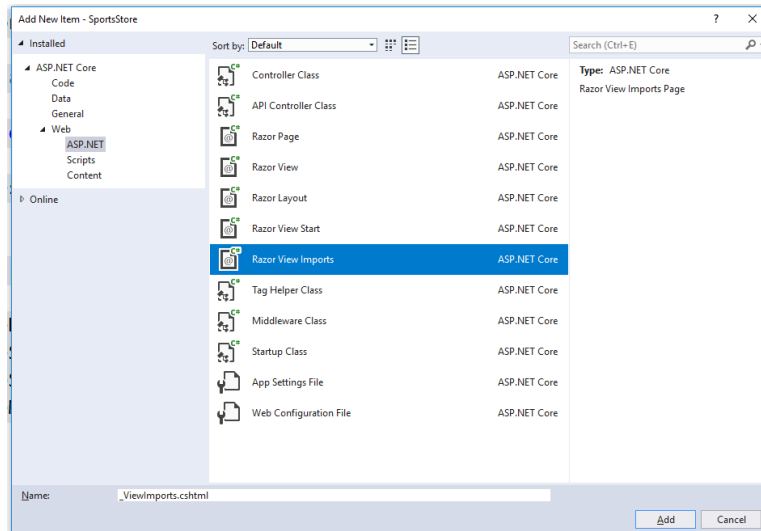 Add New Item - SportsStore
?
Installed
Sort by: Default
Search (Ctrl+E)
ASP.NET Core
Code
Data
General
Web
ASP.NET
Scripts
Content
Online
Controller Class ASP.NET Core
API Controller Class ASP.NET Core
Razor Page ASP.NET Core
Razor View ASP.NET Core
Razor Layout ASP.NET Core
Razor View Start ASP.NET Core
Razor View Imports ASP.NET Core
Tag Helper Class ASP.NET Core
Middleware Class ASP.NET Core
Startup Class ASP.NET Core
App Settings File ASP.NET Core
Web Configuration File ASP.NET Core
Type: ASP.NET Core
Razor View Imports Page
Name: _ViewImports.cshtml
Add Cancel